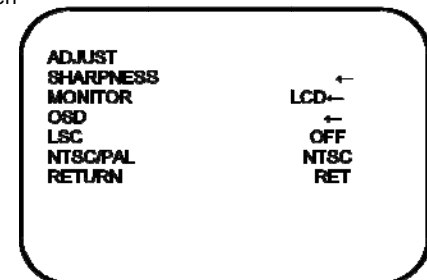 ADJUST
SHARPNESS ←
MONITOR LCD←
OSD ←
LSC OFF
NTSC/PAL NTSC
RETURN RET